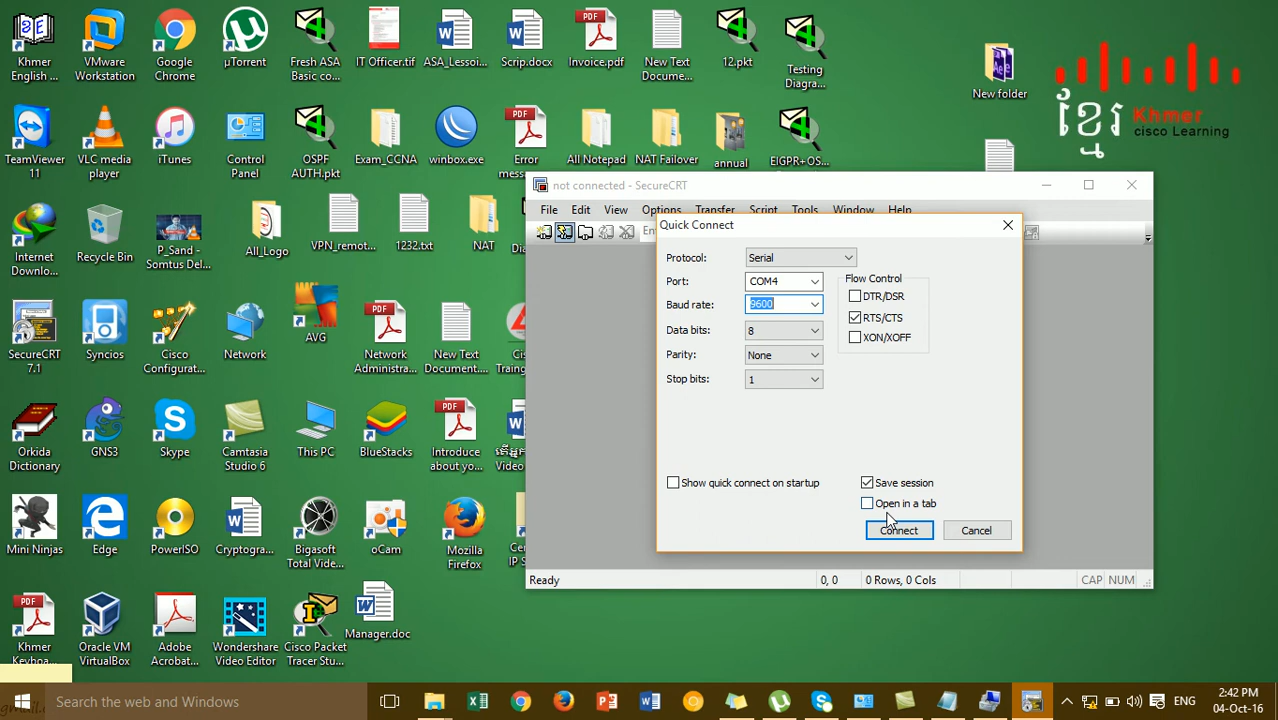 Khmer
English ...
VMware
Workstation
Google
Chrome
µTorrent
Fresh ASA
Basic co...
IT Officer.tif
ASA_Lessoi...
Scrip.docx
Invoice.pdf
New Text
Docume...
12.pkt
Testing
Diagra...
New folder
ខ្មែរ
Khmer
cisco Learning
TeamViewer
11
VLC media
player
iTunes
Control
Panel
OSPF
AUTH.pkt
Exam_CCNA
winbox.exe
Error
message ...
All Notepad
NAT Failover
annual
EIGPR+OS...
Internet
Downlo...
Recycle Bin
P_Sand -
Somtus Del...
All_Logo
VPN_remot...
1232.txt
NAT
not connected - SecureCRT
File Edit View Options Transfer Script Tools Window Help
Quick Connect
Protocol: Serial
Port: COM4
Flow Control
DTR/DSR
Baud rate: 9600
RTS/CTS
Data bits: 8
XON/XOFF
Parity: None
Stop bits: 1
Show quick connect on startup
Save session
Open in a tab
Connect
Cancel
Ready
0, 0
0 Rows, 0 Cols
CAP
NUM
SecureCRT
7.1
Syncios
Cisco
Configurat...
Network
AVG
Network
Administra...
New Text
Document....
Orkida
Dictionary
GNS3
Skype
Camtasia
Studio 6
This PC
BlueStacks
Introduce
about yo...
Mini Ninjas
Edge
PowerISO
Cryptogra...
Bigasoft
Total Vide...
oCam
Mozilla
Firefox
Khmer
Keyboa...
Oracle VM
VirtualBox
Adobe
Acrobat...
Wondershare
Video Editor
Cisco Packet
Tracer Stu...
Manager.doc
Search the web and Windows
ENG
2:42 PM
04-Oct-16